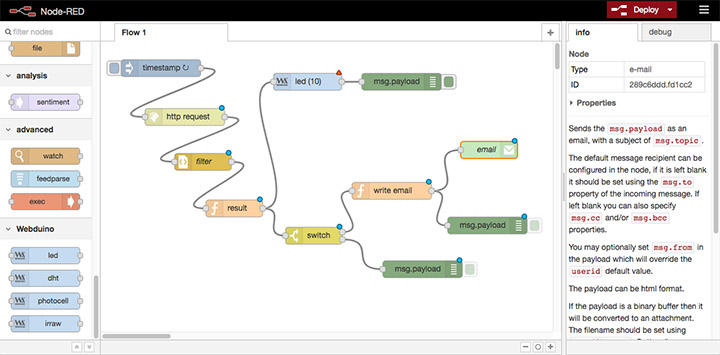 Node-RED
Deploy
filter nodes
file
analysis
sentiment
advanced
watch
feedparse
exec
Webduino
led
dht
photocell
irraw
Flow 1
timestamp ↻
http request
filter
result
led (10)
msg.payload
switch
write email
email
msg.payload
msg.payload
info
debug
Node
Type e-mail
ID 289c6ddd.fd1cc2
Properties
Sends the msg.payload as an
email, with a subject of msg.topic .
The default message recipient can be
configured in the node, if it is left blank
it should be set using the msg.to
property of the incoming message. If
left blank you can also specify
msg.cc and/or msg.bcc
properties.
You may optionally set msg.from in
the payload which will override the
userid default value.
The payload can be html format.
If the payload is a binary buffer then it
will be converted to an attachment.
The filename should be set using